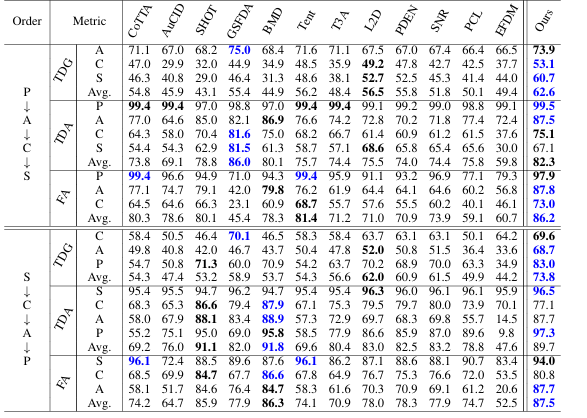 Order Metric CoTTA AuCID SHOT GSFDA BMD Tent T3A L2D PDEN SNR PCL EFDM Ours
P ↓ A ↓ C ↓ S
TDG
A 71.1 67.0 68.2 75.0 68.4 71.6 71.1 67.5 67.0 67.4 66.4 66.5 73.9
C 47.0 29.9 32.0 44.9 34.9 48.5 35.9 49.2 47.8 42.7 42.5 37.7 53.1
S 46.3 40.8 29.0 46.4 31.3 48.6 38.1 52.7 52.5 45.3 41.4 44.0 60.7
Avg. 54.8 45.9 43.1 55.4 44.9 56.2 48.4 56.5 55.8 51.8 50.1 49.4 62.6
TDA
P 99.4 99.4 97.0 98.8 97.0 99.4 99.4 99.1 99.2 99.0 98.8 99.1 99.5
A 77.0 64.6 85.0 82.1 86.9 76.6 74.2 72.8 70.2 71.8 77.4 72.4 87.5
C 64.3 58.0 70.4 81.6 75.0 68.2 66.7 61.4 60.9 61.2 61.5 37.6 75.1
S 54.4 54.3 62.9 81.5 61.3 58.7 57.1 68.6 65.8 65.4 65.6 30.0 67.1
Avg. 73.8 69.1 78.8 86.0 80.1 75.7 74.4 75.5 74.0 74.4 75.8 59.8 82.3
FA
P 99.4 96.6 94.9 71.0 94.3 99.4 95.9 91.1 93.2 96.9 77.1 79.3 97.9
A 77.1 74.7 79.1 42.0 79.8 76.2 61.9 64.4 64.1 64.6 60.2 56.8 87.8
C 64.5 64.6 66.3 23.1 60.9 68.7 55.7 57.6 55.5 60.2 40.1 46.1 73.0
Avg. 80.3 78.6 80.1 45.4 78.3 81.4 71.2 71.0 70.9 73.9 59.1 60.7 86.2
S ↓ C ↓ A ↓ P
TDG
C 58.4 50.5 46.4 70.1 46.5 58.3 58.4 63.7 63.1 63.1 50.1 64.2 69.6
A 49.8 40.8 42.0 46.7 43.7 50.4 47.8 52.0 50.8 51.5 36.4 33.6 68.7
P 54.7 50.8 71.3 60.0 70.9 54.2 63.7 70.2 68.9 70.0 63.3 34.9 83.0
Avg. 54.3 47.4 53.2 58.9 53.7 54.3 56.6 62.0 60.9 61.5 49.9 44.2 73.8
TDA
S 95.4 95.5 94.7 96.2 94.7 95.4 95.4 96.3 96.0 96.1 96.1 95.9 96.5
C 68.3 65.3 86.6 79.4 87.9 67.1 75.3 79.5 79.7 80.0 73.9 70.1 77.1
A 58.0 67.9 88.1 83.4 88.9 57.3 72.9 69.7 68.3 69.8 55.7 14.5 87.7
P 55.2 75.1 95.0 69.0 95.8 58.5 77.9 86.6 85.9 87.0 89.6 9.8 97.3
Avg. 69.2 76.0 91.1 82.0 91.8 69.6 80.4 83.0 82.5 83.2 78.8 47.6 89.7
FA
S 96.1 72.4 88.5 89.6 87.6 96.1 86.2 87.1 88.6 88.1 90.7 76.2 94.0
C 68.5 69.9 84.7 67.7 86.6 67.8 64.9 76.7 75.3 76.6 72.0 53.5 80.8
A 58.1 51.7 84.6 76.4 84.7 58.3 61.6 70.3 70.9 69.1 61.2 20.6 87.7
Avg. 74.2 64.7 85.9 77.9 86.3 74.1 70.9 78.0 78.3 77.9 74.7 51.7 87.5